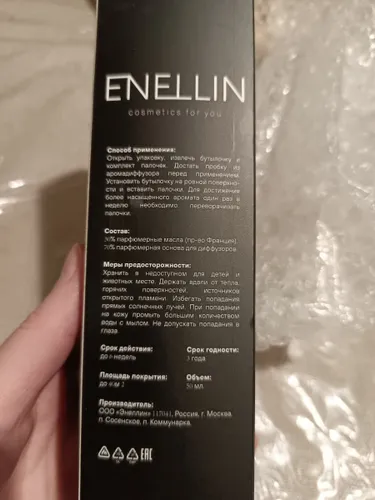 ENELLIN
cosmetics for you
Способ применения:
Открыть упаковку, извлечь бутылочку и
комплект палочек. Достать пробку из
аромадиффузора перед применением.
Установить бутылочку на ровной поверхно-
сти и вставить палочки. Для достижения
более насыщенного аромата один раз в
неделю необходимо переворачивать
палочки.
Состав:
парфюмерные масла (пр-во Франция),
парфюмерная основа для диффузоров.
Меры предосторожности:
Хранить в недоступном для детей и
животных месте. Держать вдали от тепла,
горячих поверхностей, источников
открытого пламени. Избегать попадания
прямых солнечных лучей. При попадании
на кожу промыть большим количеством
воды с мылом. Не допускать попадания в
глаза.
Срок действия: Срок годности:
до недель 3 года
Площадь покрытия: Объем:
до 50 мл
Производитель:
ООО «Энеллин» Россия, г. Москва,
п. Сосенское, п. Коммунарка.
EAC